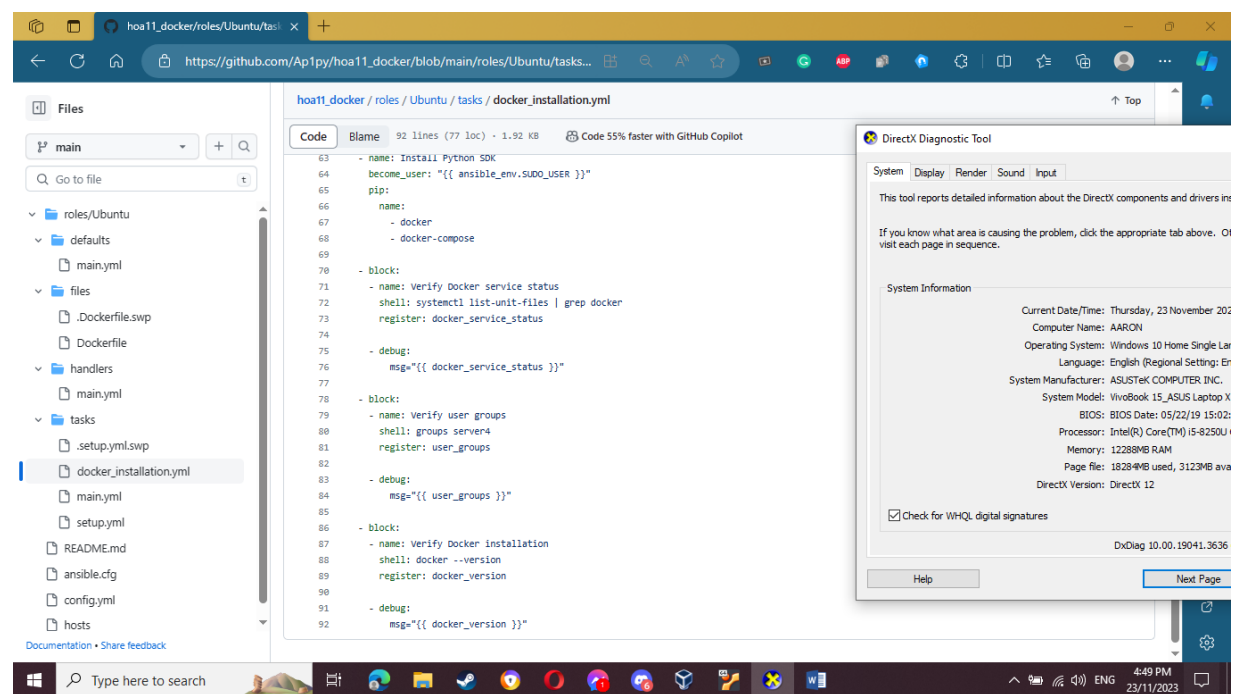 hoa11_docker/roles/Ubuntu/tasl
https://github.com/Ap1py/hoa11_docker/blob/main/roles/Ubuntu/tasks...
ABP
Files
main
Go to file
t
roles/Ubuntu
defaults
main.yml
files
.Dockerfile.swp
Dockerfile
handlers
main.yml
tasks
.setup.yml.swp
docker_installation.yml
main.yml
setup.yml
README.md
ansible.cfg
config.yml
hosts
Documentation • Share feedback
hoa11_docker / roles / Ubuntu / tasks / docker_installation.yml
Top
Code
Blame
92 lines (77 loc) · 1.92 KB
Code 55% faster with GitHub Copilot
63 - name: Install Python SDK
64 become_user: "{{ ansible_env.SUDO_USER }}"
65 pip:
66 name:
67 - docker
68 - docker-compose
69
70 - block:
71 - name: Verify Docker service status
72 shell: systemctl list-unit-files | grep docker
73 register: docker_service_status
74
75 - debug:
76 msg="{{ docker_service_status }}"
77
78 - block:
79 - name: Verify user groups
80 shell: groups server4
81 register: user_groups
82
83 - debug:
84 msg="{{ user_groups }}"
85
86 - block:
87 - name: Verify Docker installation
88 shell: docker --version
89 register: docker_version
90
91 - debug:
92 msg="{{ docker_version }}"
DirectX Diagnostic Tool
System Display Render Sound Input
This tool reports detailed information about the DirectX components and drivers ins
If you know what area is causing the problem, click the appropriate tab above. Ot
visit each page in sequence.
System Information
Current Date/Time: Thursday, 23 November 202
Computer Name: AARON
Operating System: Windows 10 Home Single Lar
Language: English (Regional Setting: En
System Manufacturer: ASUSTeK COMPUTER INC.
System Model: VivoBook 15_ASUS Laptop X
BIOS: BIOS Date: 05/22/19 15:02:
Processor: Intel(R) Core(TM) i5-8250U
Memory: 12288MB RAM
Page file: 18284MB used, 3123MB ava
DirectX Version: DirectX 12
Check for WHQL digital signatures
DxDiag 10.00.19041.3636
Help
Next Page
Type here to search
ENG
4:49 PM
23/11/2023